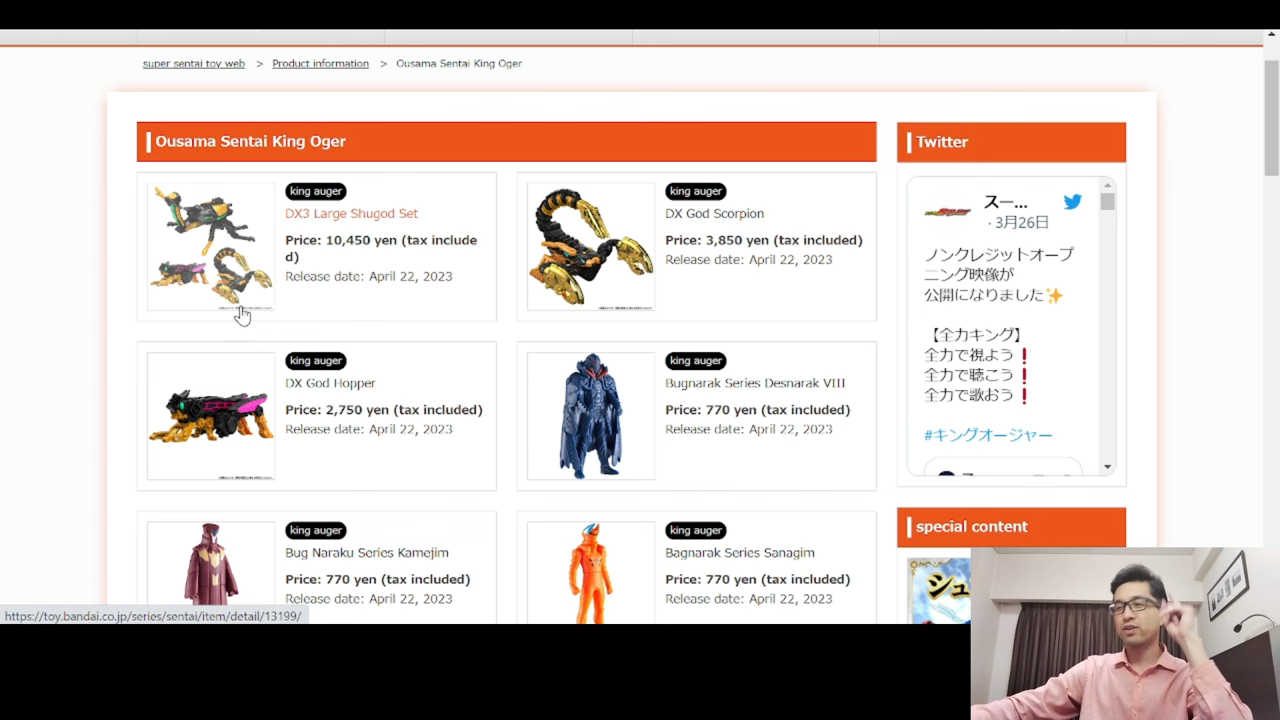 super sentai toy web > Product information > Ousama Sentai King Oger
Ousama Sentai King Oger
king auger
DX3 Large Shugod Set
Price: 10,450 yen (tax include
d)
Release date: April 22, 2023
king auger
DX God Scorpion
Price: 3,850 yen (tax included)
Release date: April 22, 2023
king auger
DX God Hopper
Price: 2,750 yen (tax included)
Release date: April 22, 2023
king auger
Bugnarak Series Desnarak VIII
Price: 770 yen (tax included)
Release date: April 22, 2023
king auger
Bug Naraku Series Kamejim
Price: 770 yen (tax included)
Release date: April 22, 2023
king auger
Bagnarak Series Sanagim
Price: 770 yen (tax included)
Release date: April 22, 2023
Twitter
スー...
· 3月26日
ノンクレジットオープ
ニング映像が
公開になりました✨
【全力キング】
全力で視よう❗
全力で聴こう❗
全力で歌おう❗
#キングオージャー
special content
シュ
https://toy.bandai.co.jp/series/sentai/item/detail/13199/